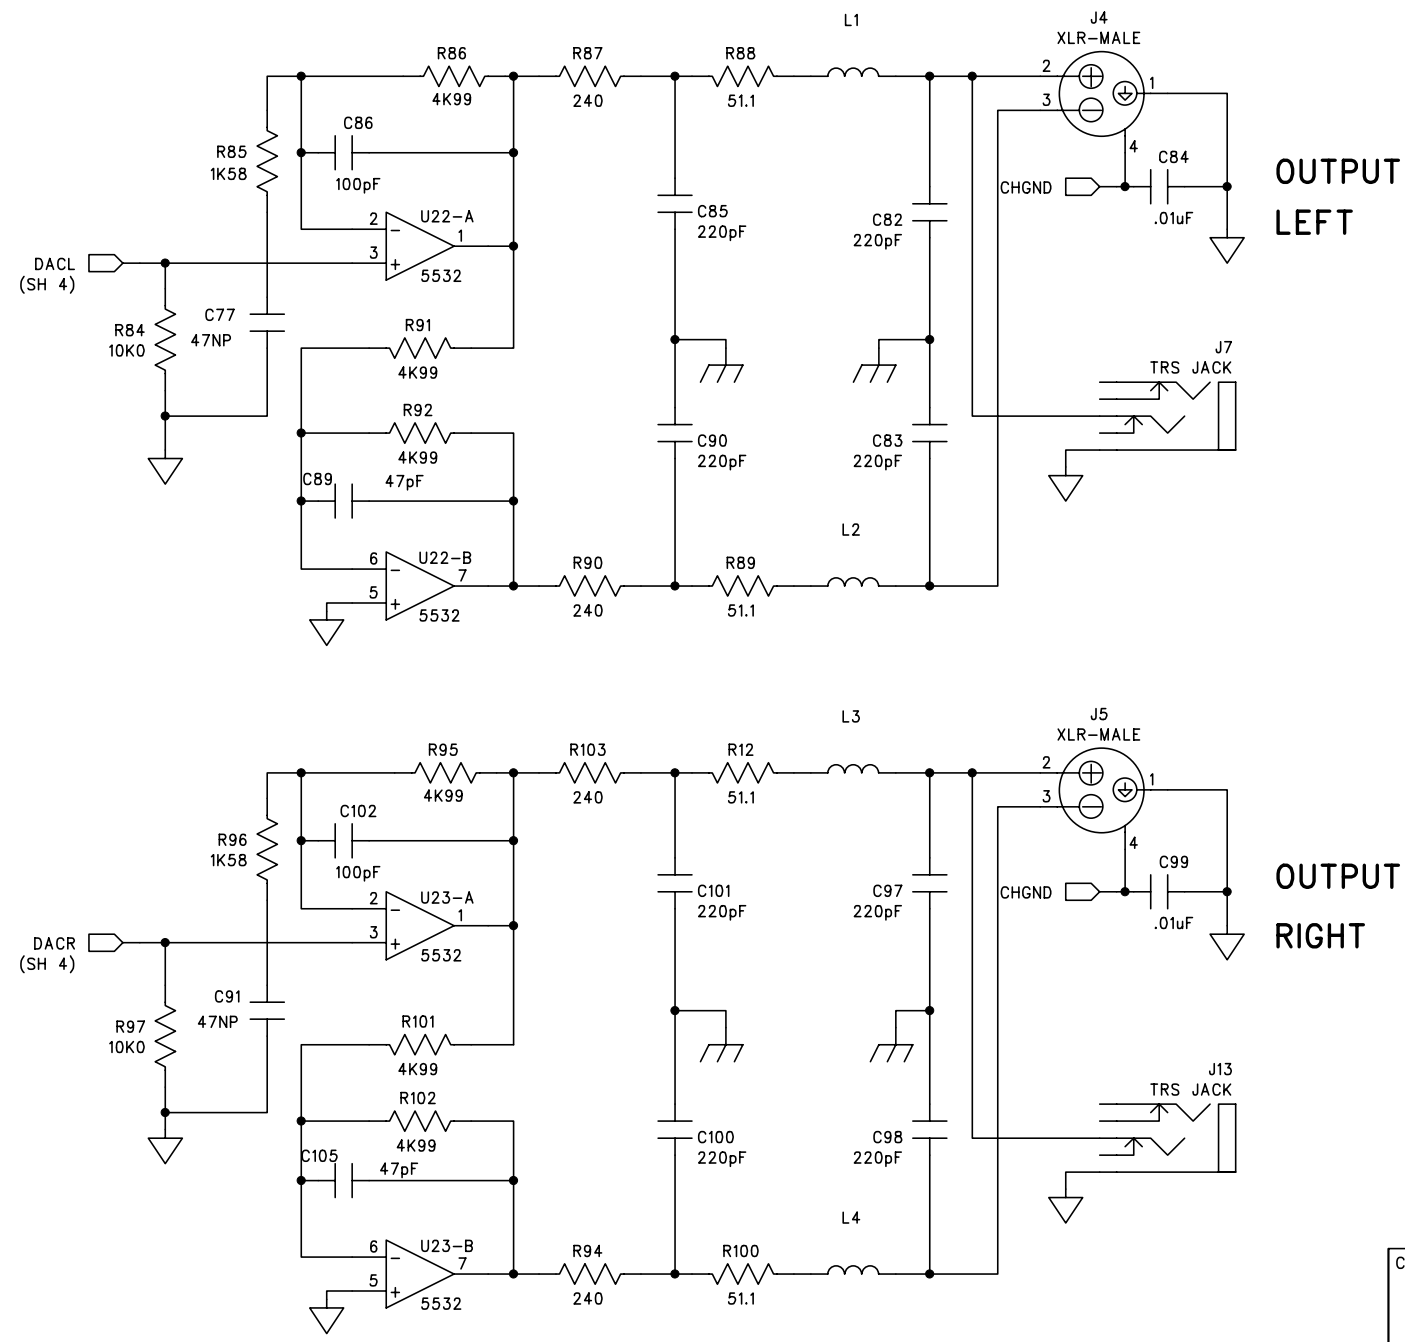 L1
J4
XLR-MALE
R86
4K99
R87
240
R88
51.1
2
3
1
4
C86
100pF
R85
1K58
C84
.01uF
CHGND
OUTPUT
LEFT
U22-A
2
3
1
5532
C85
220pF
C82
220pF
DACL
(SH 4)
C77
47NP
R84
10K0
R91
4K99
J7
TRS JACK
R92
4K99
C90
220pF
C83
220pF
C89
47pF
L2
U22-B
6
5
7
5532
R90
240
R89
51.1
L3
J5
XLR-MALE
R95
4K99
R103
240
R12
51.1
2
3
1
4
C102
100pF
R96
1K58
C99
.01uF
CHGND
OUTPUT
RIGHT
U23-A
2
3
1
5532
C101
220pF
C97
220pF
DACR
(SH 4)
C91
47NP
R97
10K0
R101
4K99
J13
TRS JACK
R102
4K99
C100
220pF
C98
220pF
C105
47pF
L4
U23-B
6
5
7
5532
R94
240
R100
51.1
C